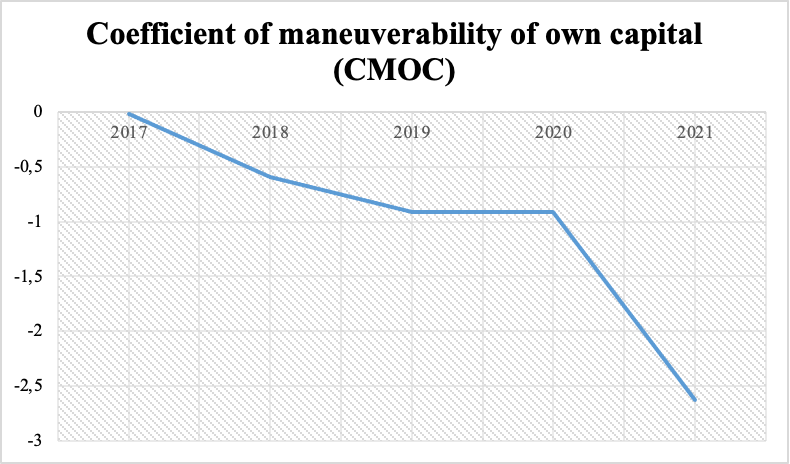 Coefficient of maneuverability of own capital
(CMOC)
0
2017 2018 2019 2020 2021
-0,5
-1
-1,5
-2
-2,5
-3